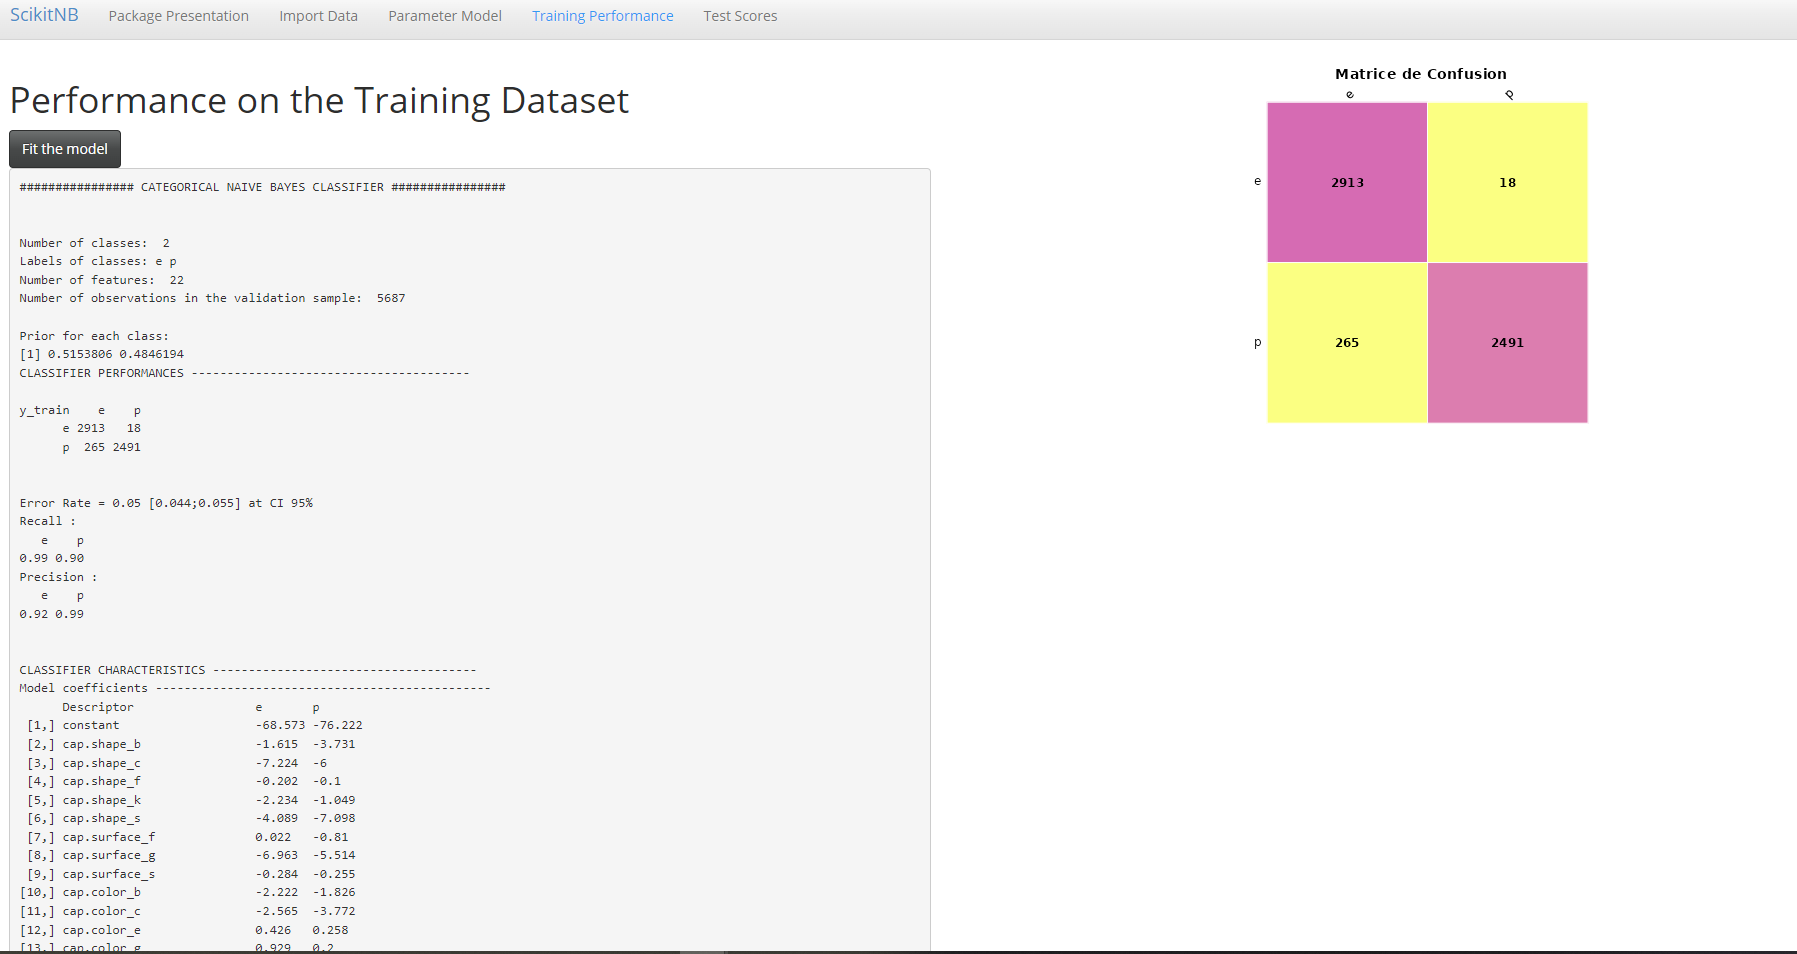 ScikitNB Package Presentation Import Data Parameter Model Training Performance Test Scores
Performance on the Training Dataset
Fit the model
################ CATEGORICAL NAIVE BAYES CLASSIFIER ################
Number of classes:  2
Labels of classes: e p
Number of features:  22
Number of observations in the validation sample:  5687
Prior for each class:
[1] 0.5153806 0.4846194
CLASSIFIER PERFORMANCES ---------------------------------------
y_train    e    p
      e 2913   18
      p  265 2491
Error Rate = 0.05 [0.044;0.055] at CI 95%
Recall :
   e    p
0.99 0.90
Precision :
   e    p
0.92 0.99
CLASSIFIER CHARACTERISTICS -------------------------------------
Model coefficients -----------------------------------------------
      Descriptor                 e       p
 [1,] constant                   -68.573 -76.222
 [2,] cap.shape_b                -1.615  -3.731
 [3,] cap.shape_c                -7.224  -6
 [4,] cap.shape_f                -0.202  -0.1
 [5,] cap.shape_k                -2.234  -1.049
 [6,] cap.shape_s                -4.089  -7.098
 [7,] cap.surface_f              0.022   -0.81
 [8,] cap.surface_g              -6.963  -5.514
 [9,] cap.surface_s              -0.284  -0.255
[10,] cap.color_b                -2.222  -1.826
[11,] cap.color_c                -2.565  -3.772
[12,] cap.color_e                0.426   0.258
[13,] cap.color_g                0.929   0.2
Matrice de Confusion
e p
e 2913 18
p 265 2491